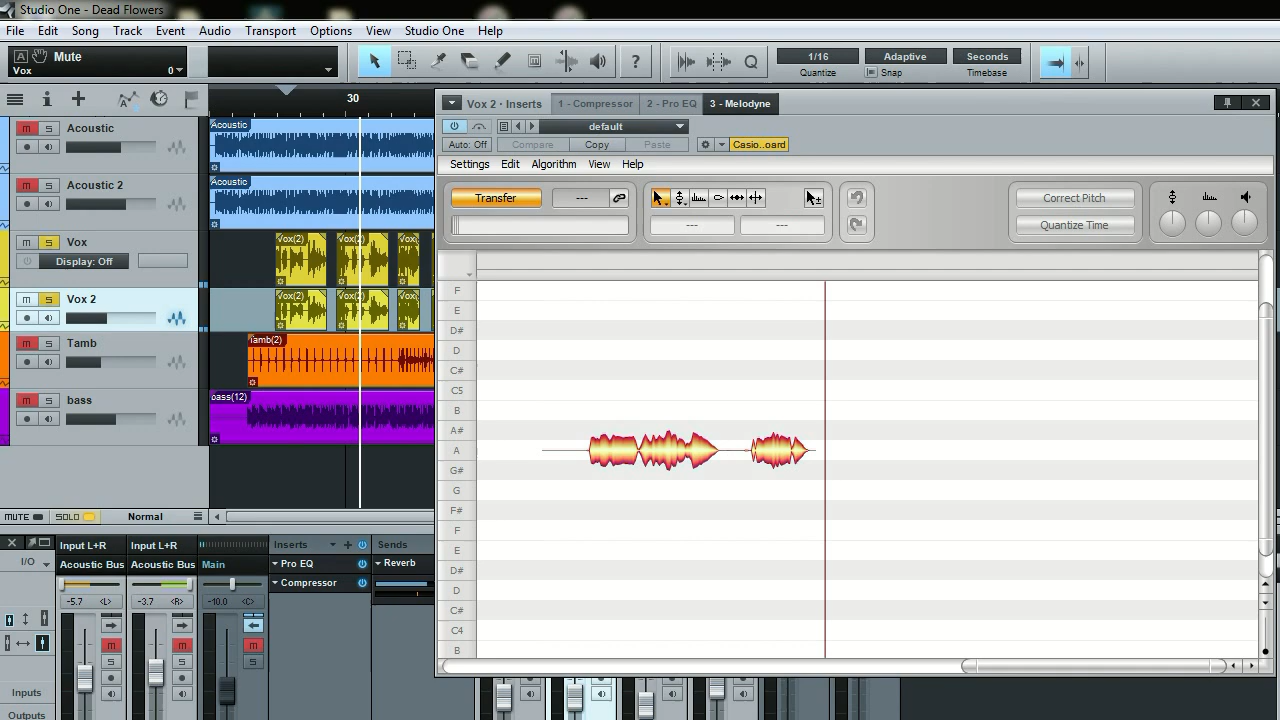 Studio One - Dead Flowers
File Edit Song Track Event Audio Transport Options View Studio One Help
A Mute
Vox 0
? Q 1/16 Adaptive Seconds
Quantize Snap Timebase
30
Vox 2 - Inserts 1 - Compressor 2 - Pro EQ 3 - Melodyne
default
Auto: Off Compare Copy Paste Casio..oard
Settings Edit Algorithm View Help
Transfer --- Correct Pitch
--- --- Quantize Time
M S Acoustic Acoustic
M S Acoustic 2 Acoustic
M S Vox Vox(2) Vox(2)
Display: Off
M S Vox 2 Vox(2) Vox(2)
M S Tamb Tamb(2)
M S bass bass(12)
F
E
D#
D
C#
C5
B
A#
A
G#
G
F#
F
E
D#
D
C#
C4
B
MUTE SOLO Normal
Input L+R Input L+R Inserts Sends
I/O Acoustic Bus Acoustic Bus Main Pro EQ Reverb
Compressor
-5.7 <L> -3.7 <R> -10.0 <C>
M M M
S S S
Inputs
Outputs